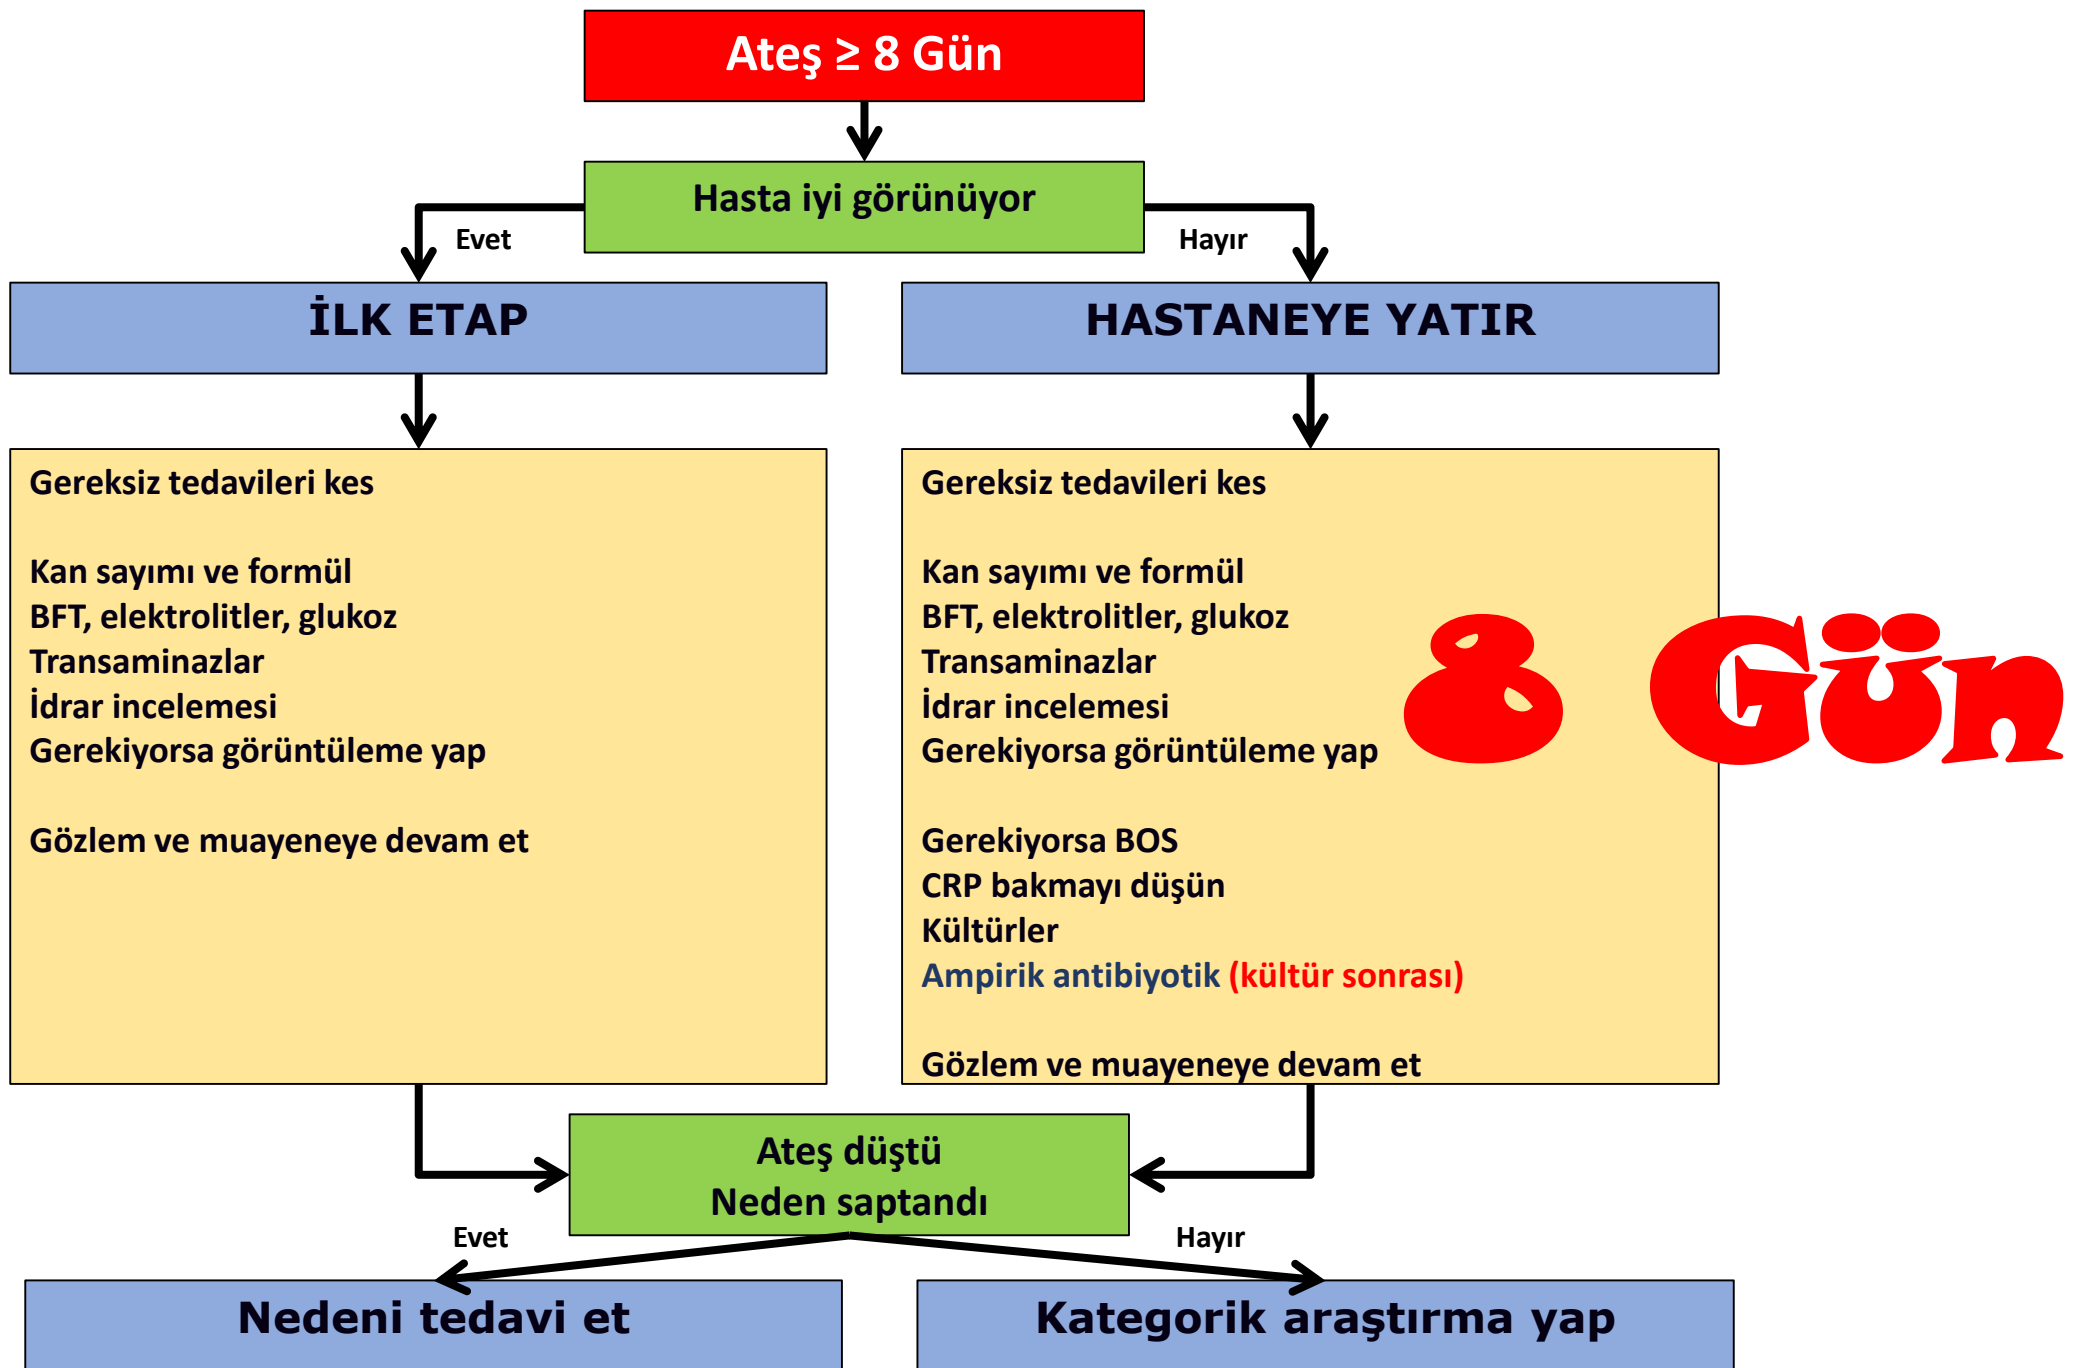 Ateş ≥ 8 Gün
Hasta iyi görünüyor
Evet
Hayır
İLK ETAP
HASTANEYE YATIR
Gereksiz tedavileri kes
Kan sayımı ve formül
BFT, elektrolitler, glukoz
Transaminazlar
İdrar incelemesi
Gerekiyorsa görüntüleme yap
Gözlem ve muayeneye devam et
Gereksiz tedavileri kes
Kan sayımı ve formül
BFT, elektrolitler, glukoz
Transaminazlar
İdrar incelemesi
Gerekiyorsa görüntüleme yap
Gerekiyorsa BOS
CRP bakmayı düşün
Kültürler
Ampirik antibiyotik (kültür sonrası)
Gözlem ve muayeneye devam et
8 Gün
Ateş düştü
Neden saptandı
Evet
Hayır
Nedeni tedavi et
Kategorik araştırma yap